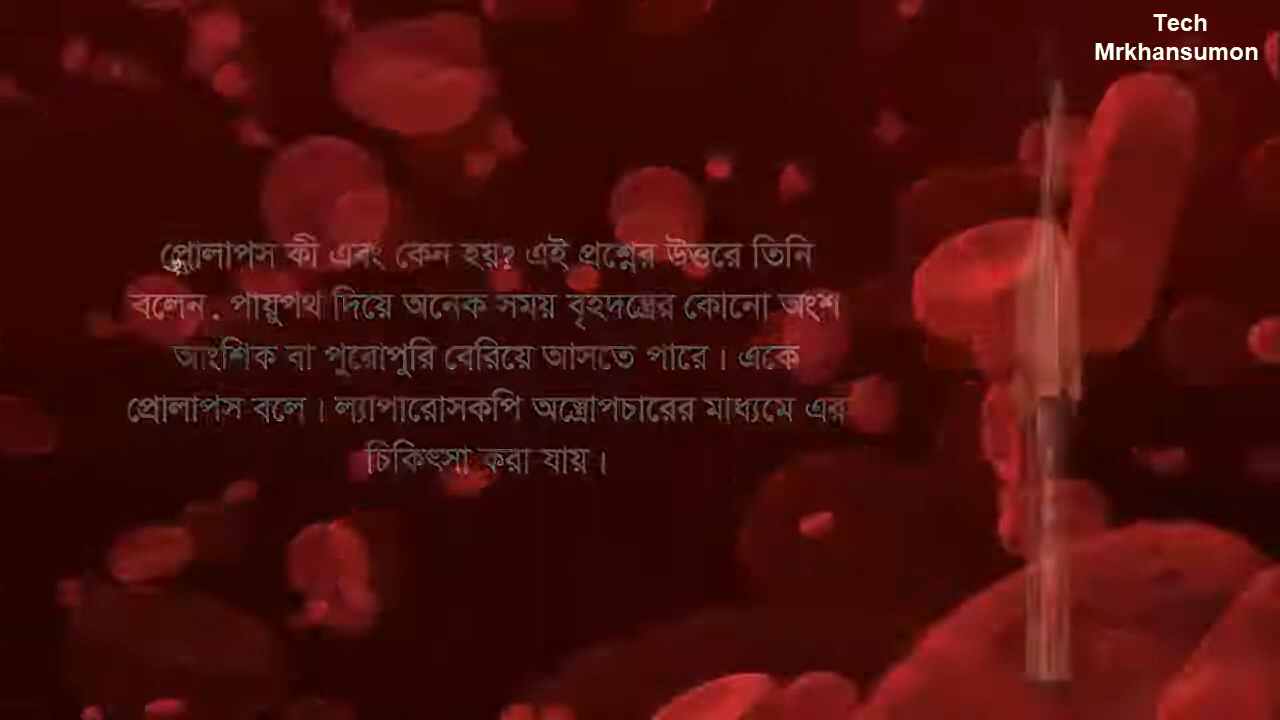 Tech
Mrkhansumon
প্রোলাপস কী এবং কেন হয়? এই প্রশ্নের উত্তরে তিনি
বলেন, পায়ুপথ দিয়ে অনেক সময় বৃহদন্ত্রের কোনো অংশ
আংশিক বা পুরোপুরি বেরিয়ে আসতে পারে। একে
প্রোলাপস বলে। ল্যাপারোসকপি অস্ত্রোপচারের মাধ্যমে এর
চিকিৎসা করা যায়।